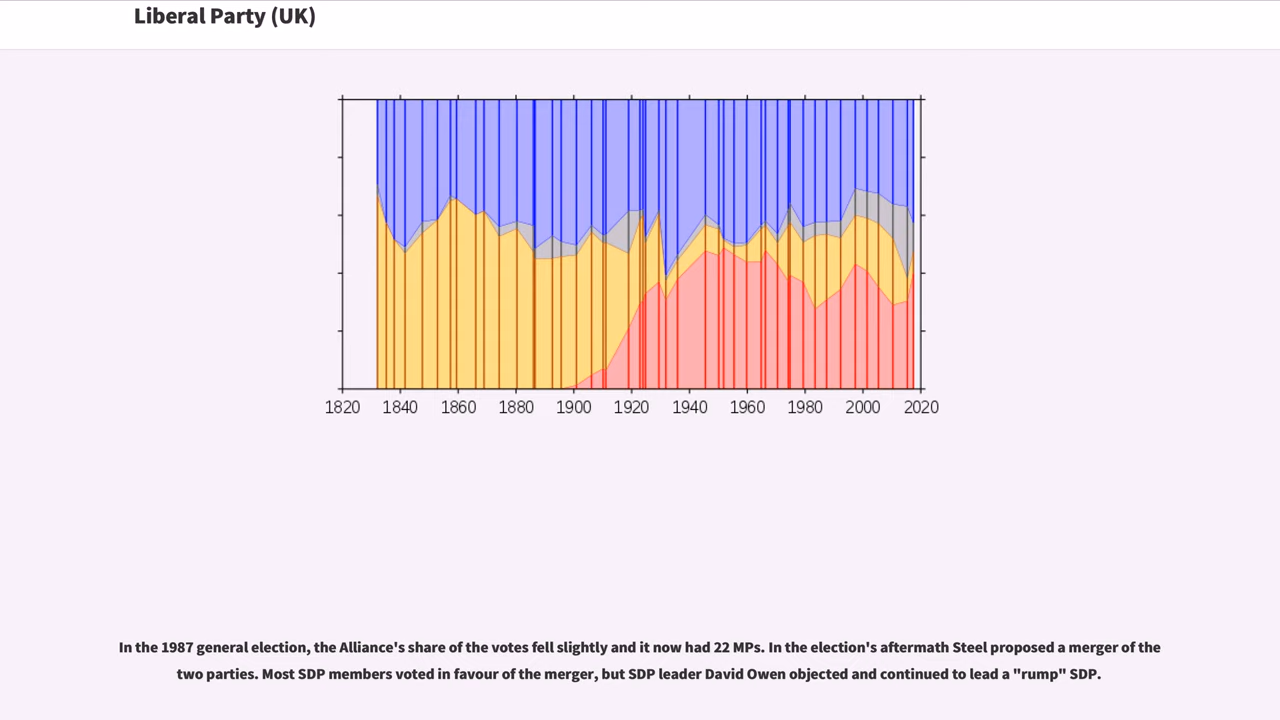 Liberal Party (UK)
1820 1840 1860 1880 1900 1920 1940 1960 1980 2000 2020
In the 1987 general election, the Alliance's share of the votes fell slightly and it now had 22 MPs. In the election's aftermath Steel proposed a merger of the
two parties. Most SDP members voted in favour of the merger, but SDP leader David Owen objected and continued to lead a "rump" SDP.